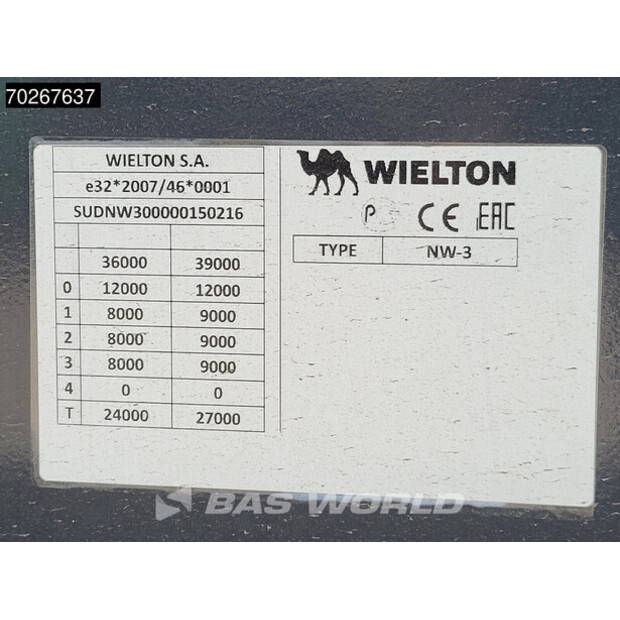 70267637
WIELTON S.A.
e32*2007/46*0001
SUDNW300000150216
36000 39000
0 12000 12000
1 8000 9000
2 8000 9000
3 8000 9000
4 0 0
T 24000 27000
WIELTON
P CE EAC
TYPE NW-3
BAS WORLD